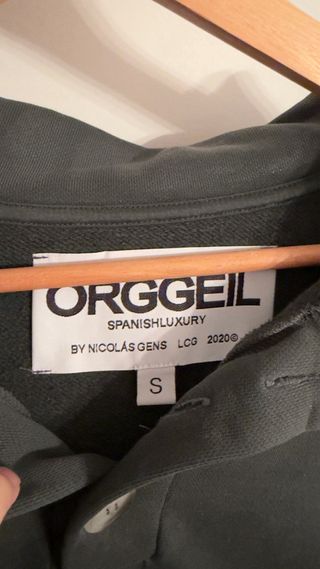 ORGGEIL
SPANISHLUXURY
BY NICOLÁS GENS LCG 2020©
S